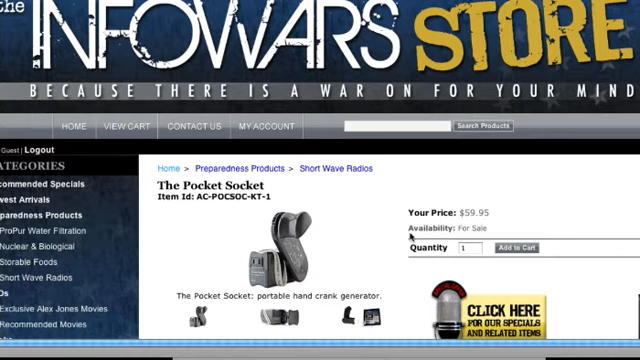 the
INFOWARS STORE
BECAUSE THERE IS A WAR ON FOR YOUR MIND
HOME VIEW CART CONTACT US MY ACCOUNT Search Products
Guest | Logout
ATEGORIES
commended Specials
west Arrivals
paredness Products
ProPur Water Filtration
Nuclear & Biological
Storable Foods
Short Wave Radios
Ds
Exclusive Alex Jones Movies
Recommended Movies
Home > Preparedness Products > Short Wave Radios
The Pocket Socket
Item Id: AC-POCSOC-KT-1
The Pocket Socket: portable hand crank generator.
Your Price: $59.95
Availability: For Sale
Quantity 1 Add to Cart
CLICK HERE
FOR OUR SPECIALS
AND RELATED ITEMS